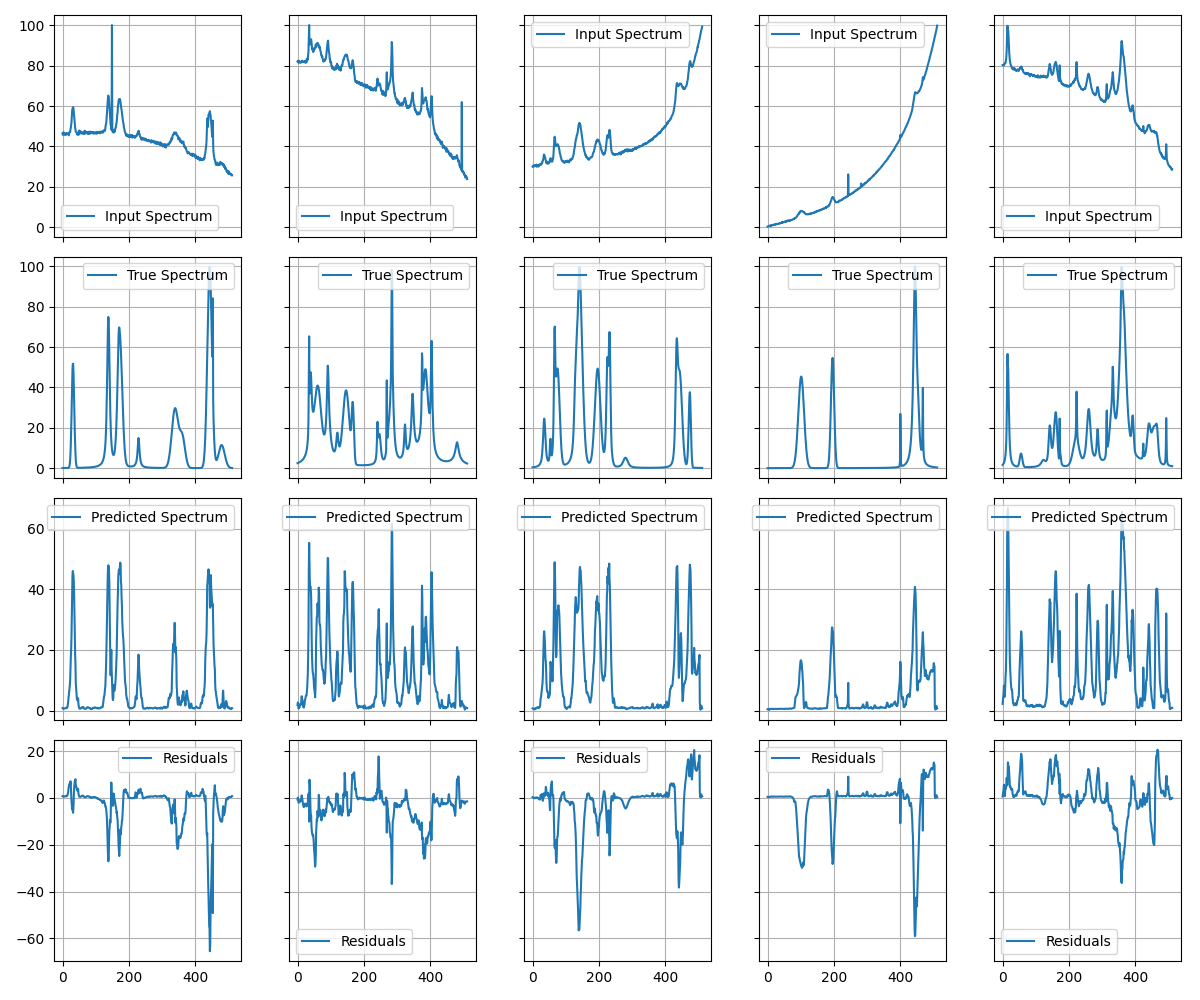 100
80
60
40
20
0
0 200 400
Input Spectrum
0 200 400
Input Spectrum
0 200 400
Input Spectrum
0 200 400
Input Spectrum
0 200 400
Input Spectrum
100
80
60
40
20
0
True Spectrum
True Spectrum
True Spectrum
True Spectrum
True Spectrum
60
40
20
0
Predicted Spectrum
Predicted Spectrum
Predicted Spectrum
Predicted Spectrum
Predicted Spectrum
20
0
−20
−40
−60
Residuals
Residuals
Residuals
Residuals
Residuals